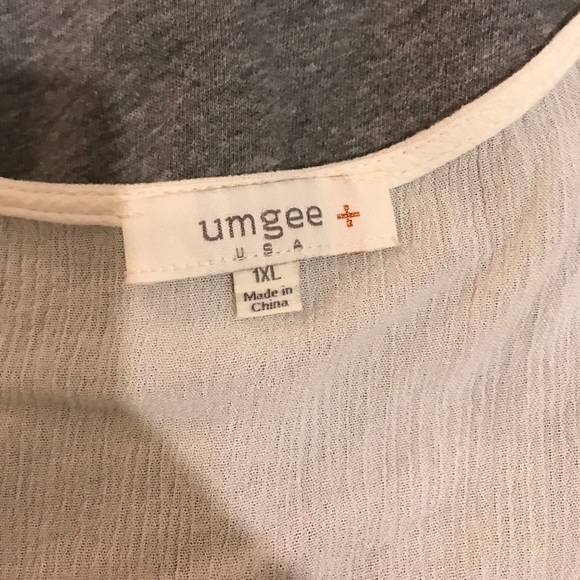 umgee +
U S A
1XL
Made in
China